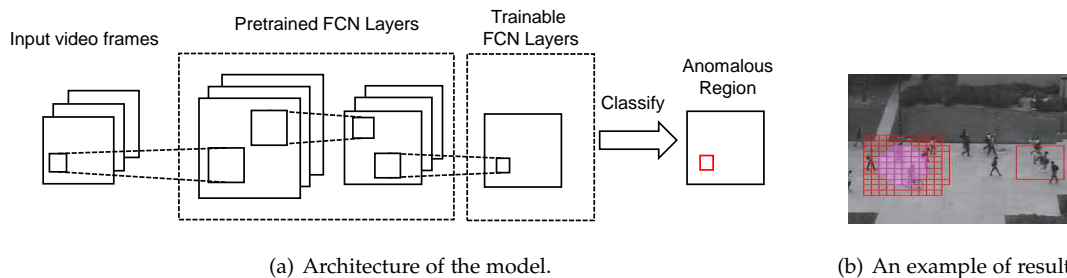 Input video frames
Pretrained FCN Layers
Trainable
FCN Layers
Classify
Anomalous
Region
(a) Architecture of the model.
(b) An example of result